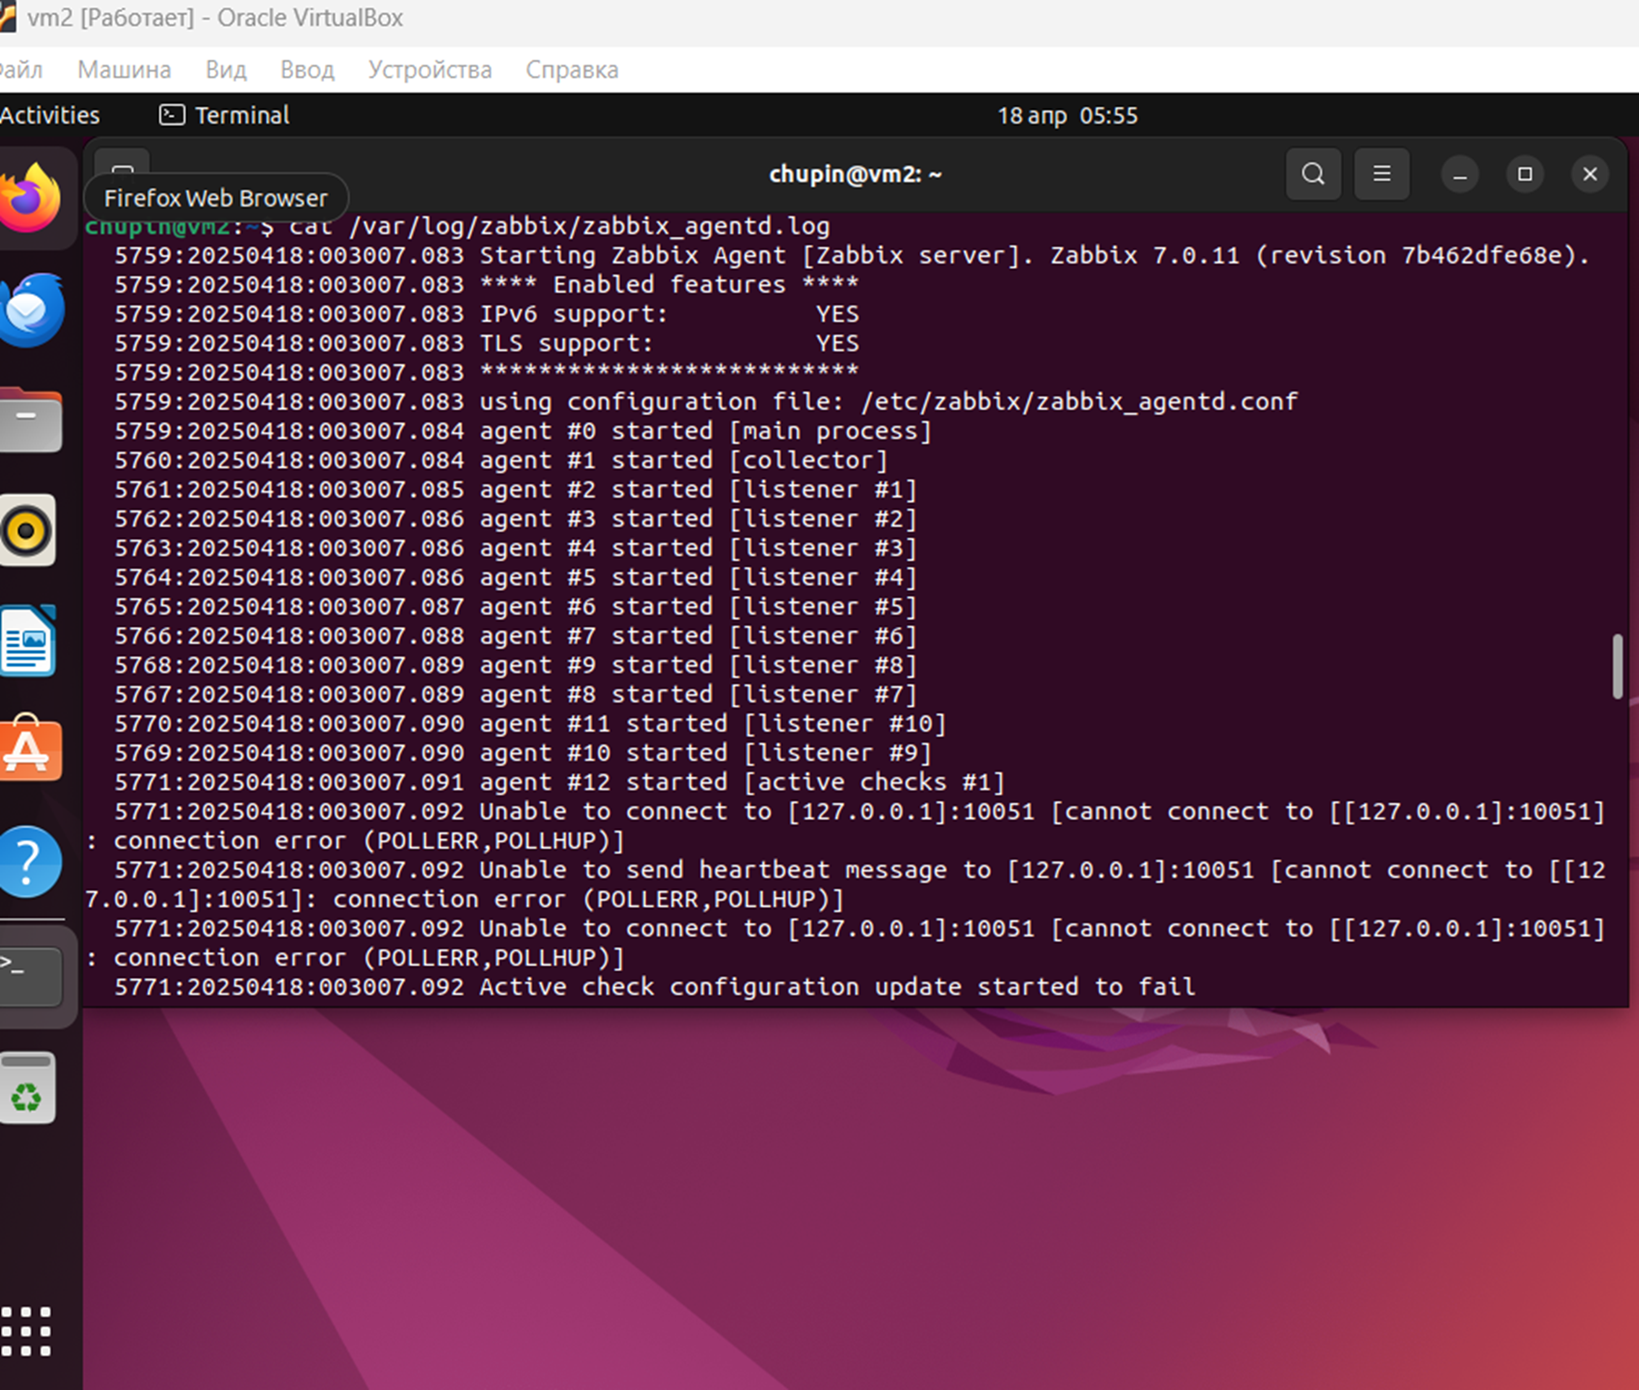 vm2 [Работает] - Oracle VirtualBox
Машина Вид Ввод Устройства Справка
Activities Terminal 18 апр 05:55
chupin@vm2: ~
Firefox Web Browser
chupin@vm2:~$ cat /var/log/zabbix/zabbix_agentd.log
5759:20250418:003007.083 Starting Zabbix Agent [Zabbix server]. Zabbix 7.0.11 (revision 7b462dfe68e).
5759:20250418:003007.083 **** Enabled features ****
5759:20250418:003007.083 IPv6 support: YES
5759:20250418:003007.083 TLS support: YES
5759:20250418:003007.083 **************************
5759:20250418:003007.083 using configuration file: /etc/zabbix/zabbix_agentd.conf
5759:20250418:003007.084 agent #0 started [main process]
5760:20250418:003007.084 agent #1 started [collector]
5761:20250418:003007.085 agent #2 started [listener #1]
5762:20250418:003007.086 agent #3 started [listener #2]
5763:20250418:003007.086 agent #4 started [listener #3]
5764:20250418:003007.086 agent #5 started [listener #4]
5765:20250418:003007.087 agent #6 started [listener #5]
5766:20250418:003007.088 agent #7 started [listener #6]
5768:20250418:003007.089 agent #9 started [listener #8]
5767:20250418:003007.089 agent #8 started [listener #7]
5770:20250418:003007.090 agent #11 started [listener #10]
5769:20250418:003007.090 agent #10 started [listener #9]
5771:20250418:003007.091 agent #12 started [active checks #1]
5771:20250418:003007.092 Unable to connect to [127.0.0.1]:10051 [cannot connect to [[127.0.0.1]:10051]
: connection error (POLLERR,POLLHUP)]
5771:20250418:003007.092 Unable to send heartbeat message to [127.0.0.1]:10051 [cannot connect to [[12
7.0.0.1]:10051]: connection error (POLLERR,POLLHUP)]
5771:20250418:003007.092 Unable to connect to [127.0.0.1]:10051 [cannot connect to [[127.0.0.1]:10051]
: connection error (POLLERR,POLLHUP)]
5771:20250418:003007.092 Active check configuration update started to fail